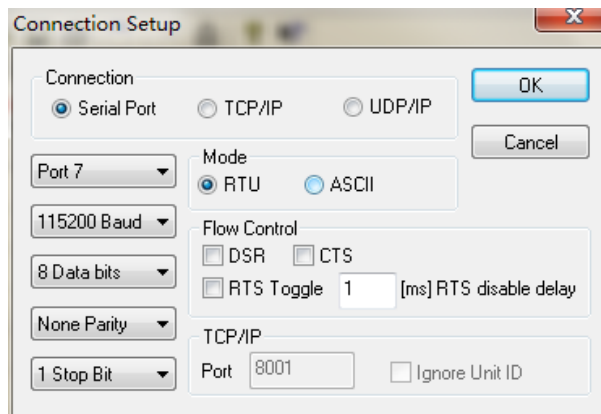 Connection Setup
Connection
Serial Port TCP/IP UDP/IP
OK
Cancel
Port 7
115200 Baud
8 Data bits
None Parity
1 Stop Bit
Mode
RTU ASCII
Flow Control
DSR CTS
RTS Toggle 1 [ms] RTS disable delay
TCP/IP
Port 8001 Ignore Unit ID